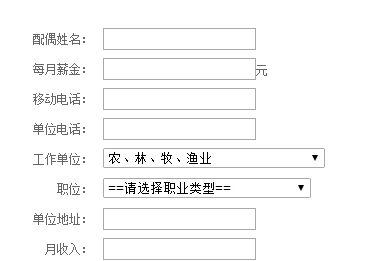 配偶姓名：
每月薪金： 元
移动电话：
单位电话：
工作单位： 农、林、牧、渔业
职位： ==请选择职业类型==
单位地址：
月收入：